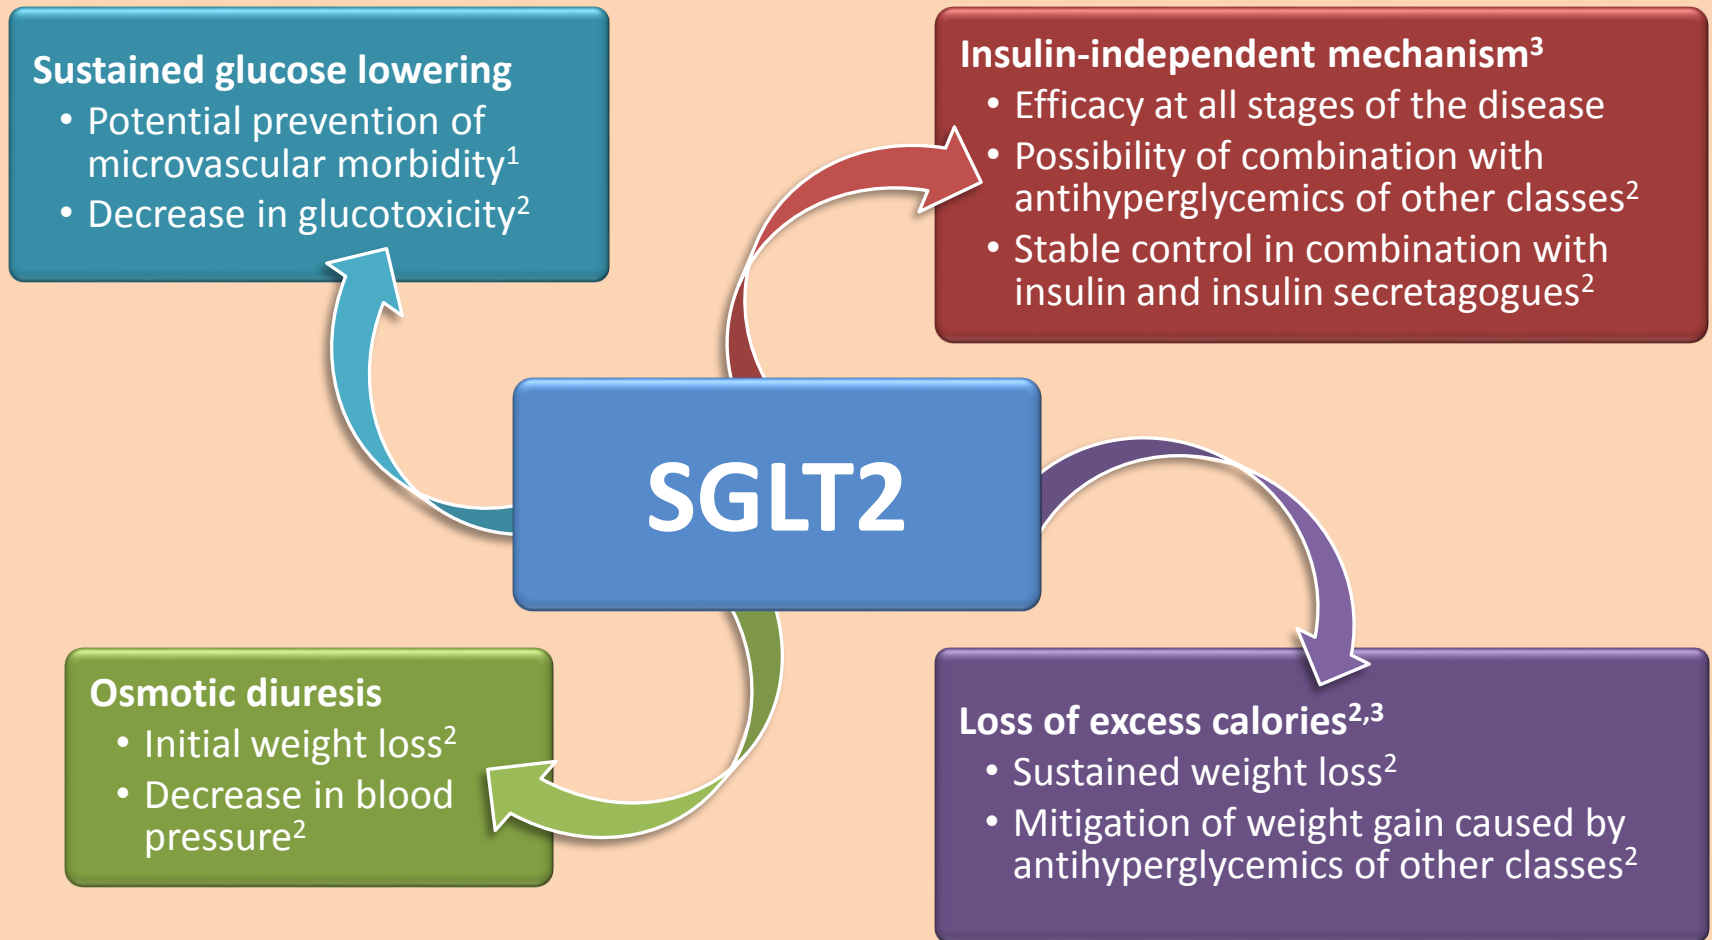 Sustained glucose lowering
• Potential prevention of
microvascular morbidity¹
• Decrease in glucotoxicity²
Insulin-independent mechanism³
• Efficacy at all stages of the disease
• Possibility of combination with
antihyperglycemics of other classes²
• Stable control in combination with
insulin and insulin secretagogues²
SGLT2
Osmotic diuresis
• Initial weight loss²
• Decrease in blood
pressure²
Loss of excess calories²,³
• Sustained weight loss²
• Mitigation of weight gain caused by
antihyperglycemics of other classes²